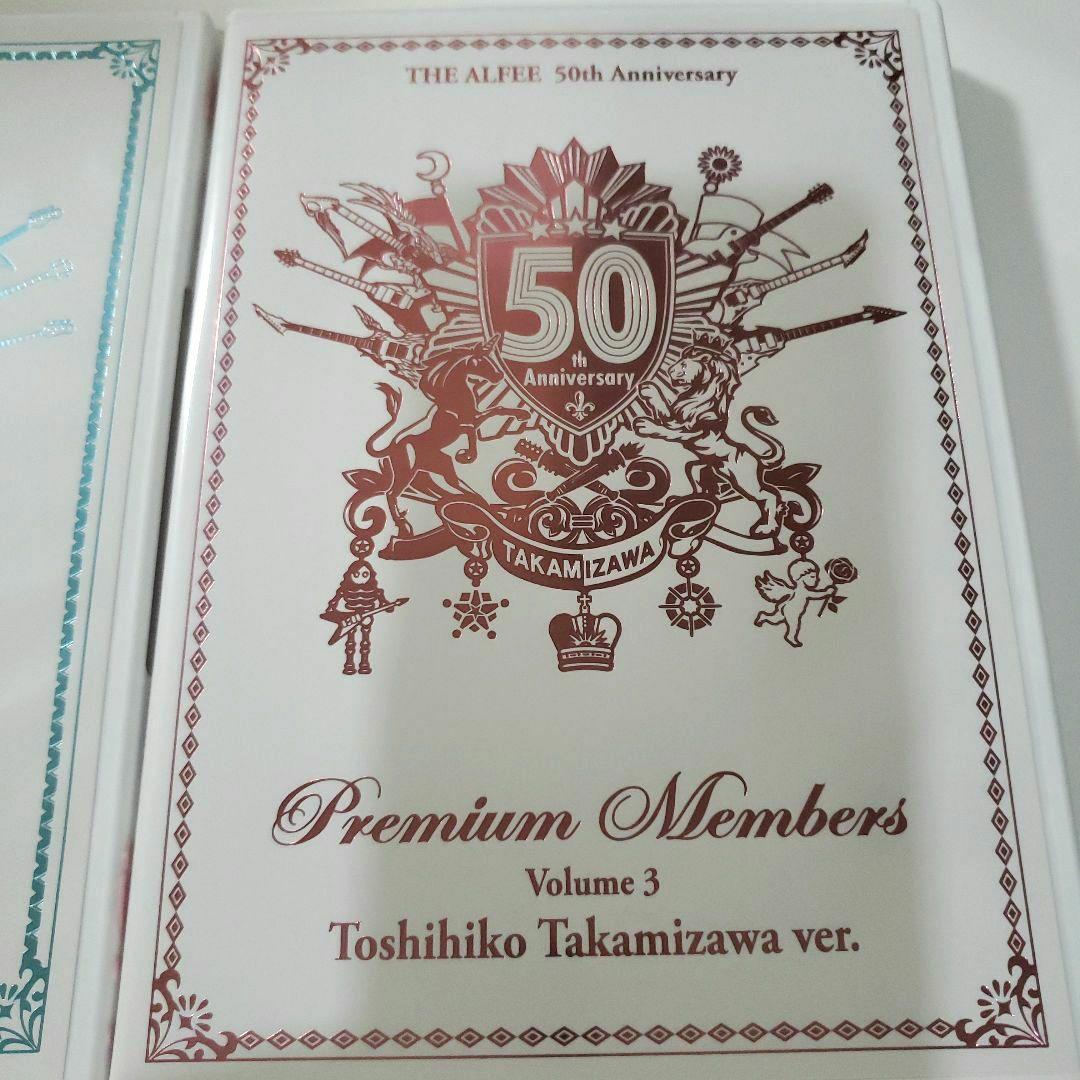 THE ALFEE 50th Anniversary
50
th
Anniversary
TAKAMIZAWA
Premium Members
Volume 3
Toshihiko Takamizawa ver.